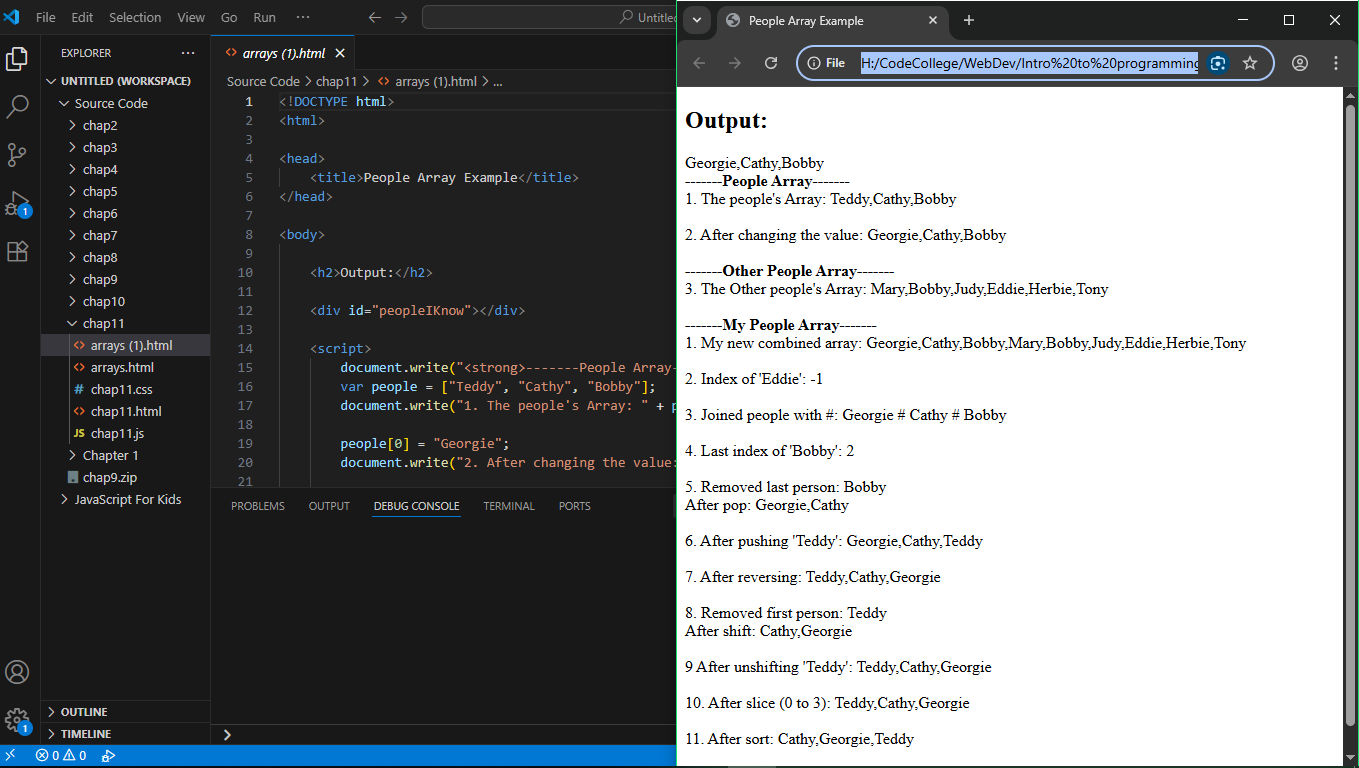 File Edit Selection View Go Run ··· Untitled
EXPLORER ···
UNTITLED (WORKSPACE)
Source Code
chap2
chap3
chap4
chap5
chap6
chap7
chap8
chap9
chap10
chap11
<> arrays (1).html
<> arrays.html
# chap11.css
<> chap11.html
JS chap11.js
Chapter 1
chap9.zip
JavaScript For Kids
OUTLINE
TIMELINE
1
1
0 0
<> arrays (1).html
Source Code > chap11 > <> arrays (1).html > ...
1 <!DOCTYPE html>
2 <html>
3
4 <head>
5 <title>People Array Example</title>
6 </head>
7
8 <body>
9
10 <h2>Output:</h2>
11
12 <div id="peopleIKnow"></div>
13
14 <script>
15 document.write("<strong>-------People Array-
16 var people = ["Teddy", "Cathy", "Bobby"];
17 document.write("1. The people's Array: " + p
18
19 people[0] = "Georgie";
20 document.write("2. After changing the value:
21
PROBLEMS OUTPUT DEBUG CONSOLE TERMINAL PORTS
>
People Array Example
File H:/CodeCollege/WebDev/Intro%20to%20programming
Output:
Georgie,Cathy,Bobby
-------People Array-------
1. The people's Array: Teddy,Cathy,Bobby
2. After changing the value: Georgie,Cathy,Bobby
-------Other People Array-------
3. The Other people's Array: Mary,Bobby,Judy,Eddie,Herbie,Tony
-------My People Array-------
1. My new combined array: Georgie,Cathy,Bobby,Mary,Bobby,Judy,Eddie,Herbie,Tony
2. Index of 'Eddie': -1
3. Joined people with #: Georgie # Cathy # Bobby
4. Last index of 'Bobby': 2
5. Removed last person: Bobby
After pop: Georgie,Cathy
6. After pushing 'Teddy': Georgie,Cathy,Teddy
7. After reversing: Teddy,Cathy,Georgie
8. Removed first person: Teddy
After shift: Cathy,Georgie
9 After unshifting 'Teddy': Teddy,Cathy,Georgie
10. After slice (0 to 3): Teddy,Cathy,Georgie
11. After sort: Cathy,Georgie,Teddy